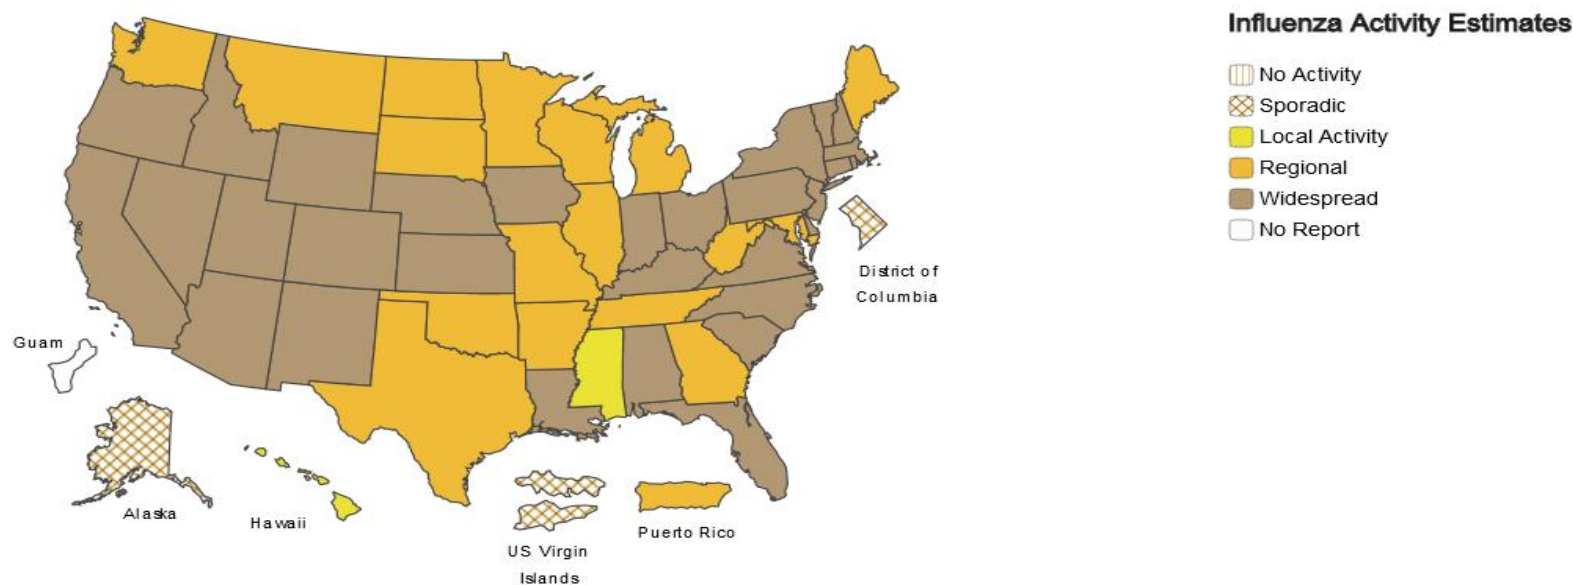 Influenza Activity Estimates
No Activity
Sporadic
Local Activity
Regional
Widespread
No Report
District of
Columbia
Guam
Alaska
Hawaii
US Virgin
Islands
Puerto Rico